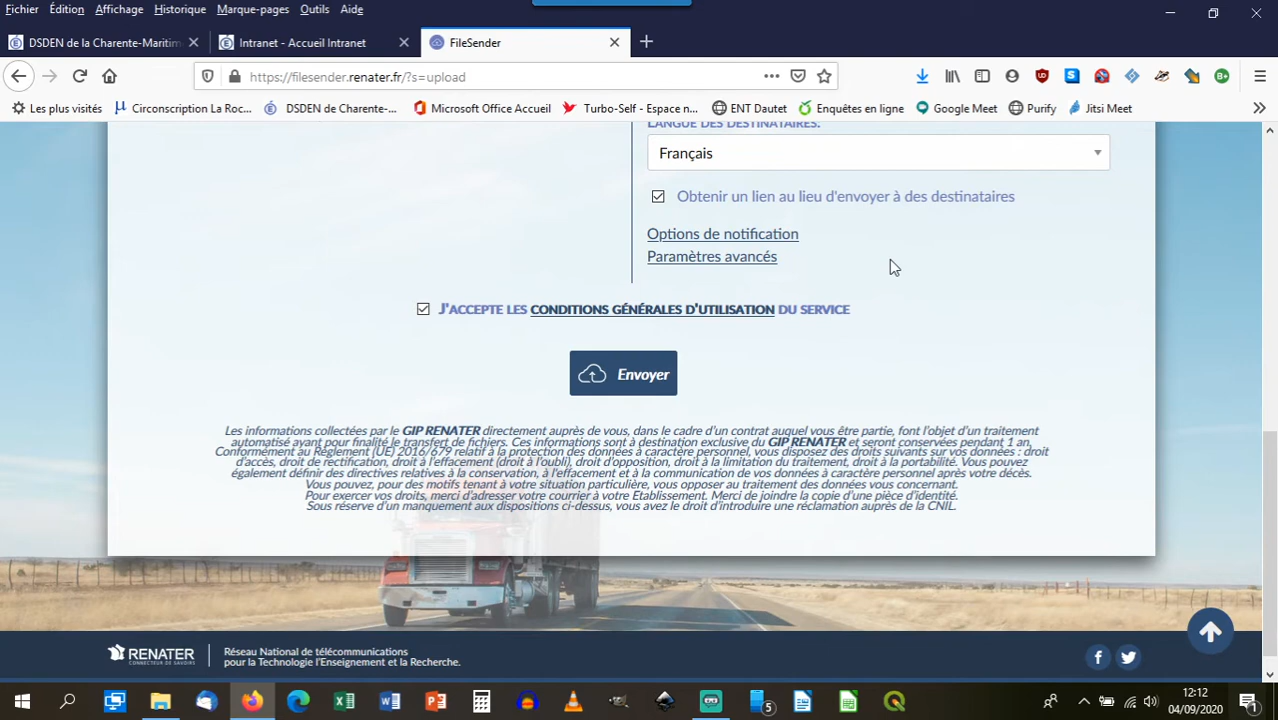 Fichier Édition Affichage Historique Marque-pages Outils Aide
DSDEN de la Charente-Maritim
Intranet - Accueil Intranet
FileSender
https://filesender.renater.fr/?s=upload
Les plus visités
Circonscription La Roc...
DSDEN de Charente-...
Microsoft Office Accueil
Turbo-Self - Espace n...
ENT Dautet
Enquêtes en ligne
Google Meet
Purify
Jitsi Meet
LANGUE DES DESTINATAIRES:
Français
Obtenir un lien au lieu d'envoyer à des destinataires
Options de notification
Paramètres avancés
J'ACCEPTE LES CONDITIONS GÉNÉRALES D'UTILISATION DU SERVICE
Envoyer
Les informations collectées par le GIP RENATER directement auprès de vous, dans le cadre d'un contrat auquel vous être partie, font l'objet d'un traitement
automatisé ayant pour finalité le transfert de fichiers. Ces informations sont à destination exclusive du GIP RENATER et seront conservées pendant 1 an.
Conformément au Règlement (UE) 2016/679 relatif à la protection des données à caractère personnel, vous disposez des droits suivants sur vos données : droit
d'accès, droit de rectification, droit à l'effacement (droit à l'oubli), droit d'opposition, droit à la limitation du traitement, droit à la portabilité. Vous pouvez
également définir des directives relatives à la conservation, à l'effacement et à la communication de vos données à caractère personnel après votre décès.
Vous pouvez, pour des motifs tenant à votre situation particulière, vous opposer au traitement des données vous concernant.
Pour exercer vos droits, merci d'adresser votre courrier à votre Etablissement. Merci de joindre la copie d'une pièce d'identité.
Sous réserve d'un manquement aux dispositions ci-dessus, vous avez le droit d'introduire une réclamation auprès de la CNIL.
RENATER
CONNECTEUR DE SAVOIRS
Réseau National de télécommunications
pour la Technologie l'Enseignement et la Recherche.
5
12:12
04/09/2020
1